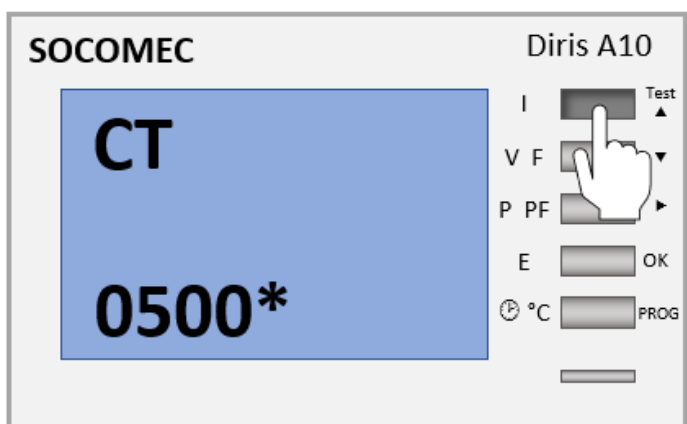 SOCOMEC Diris A10
CT
0500*
I Test ▲
V F ▼
P PF ►
E OK
°C PROG